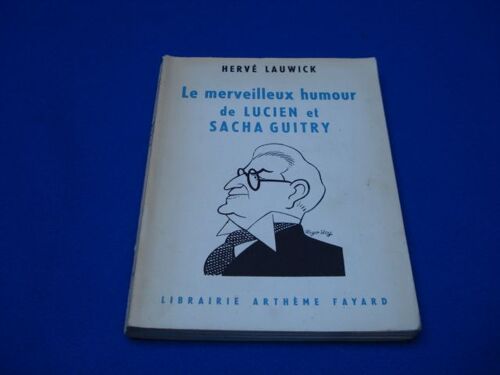 HERVÉ LAUWICK
Le merveilleux humour
de LUCIEN et
SACHA GUITRY
LIBRAIRIE ARTHÈME FAYARD